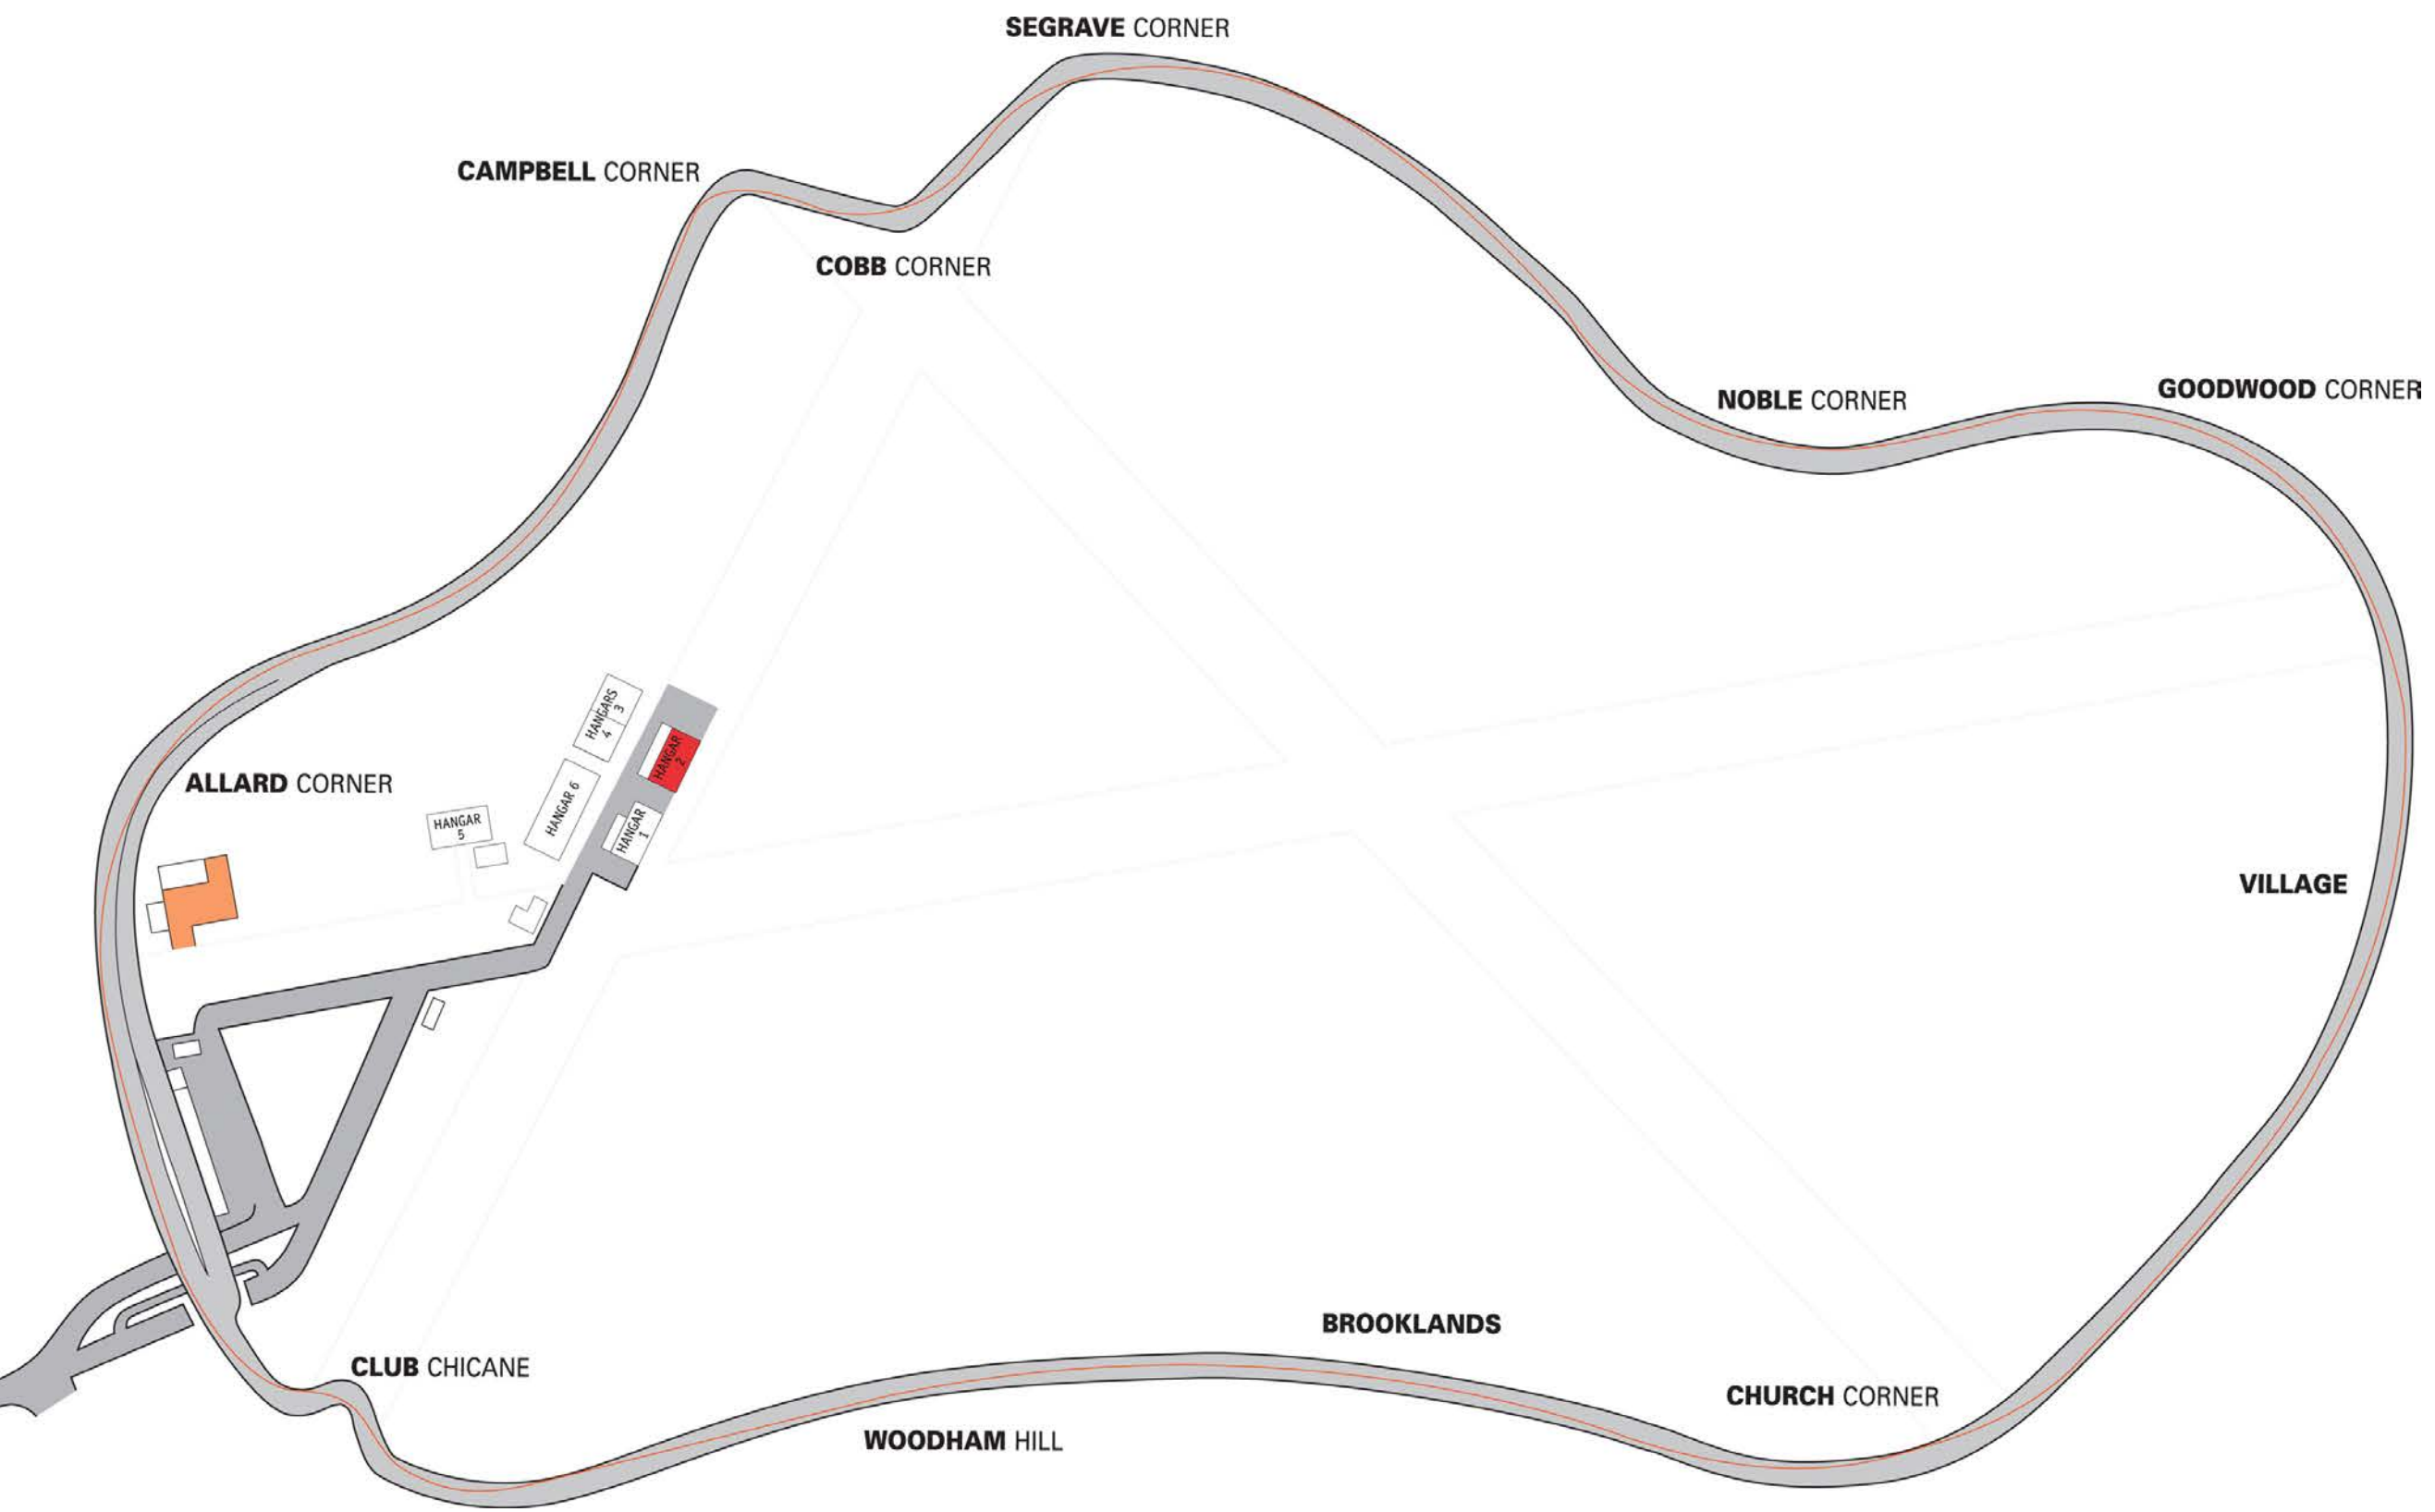 SEGRAVE CORNER
CAMPBELL CORNER
COBB CORNER
NOBLE CORNER
GOODWOOD CORNER
HANGARS
3
HANGAR
4
HANGAR
2
HANGAR 6
HANGAR
1
HANGAR
5
ALLARD CORNER
VILLAGE
BROOKLANDS
CLUB CHICANE
CHURCH CORNER
WOODHAM HILL